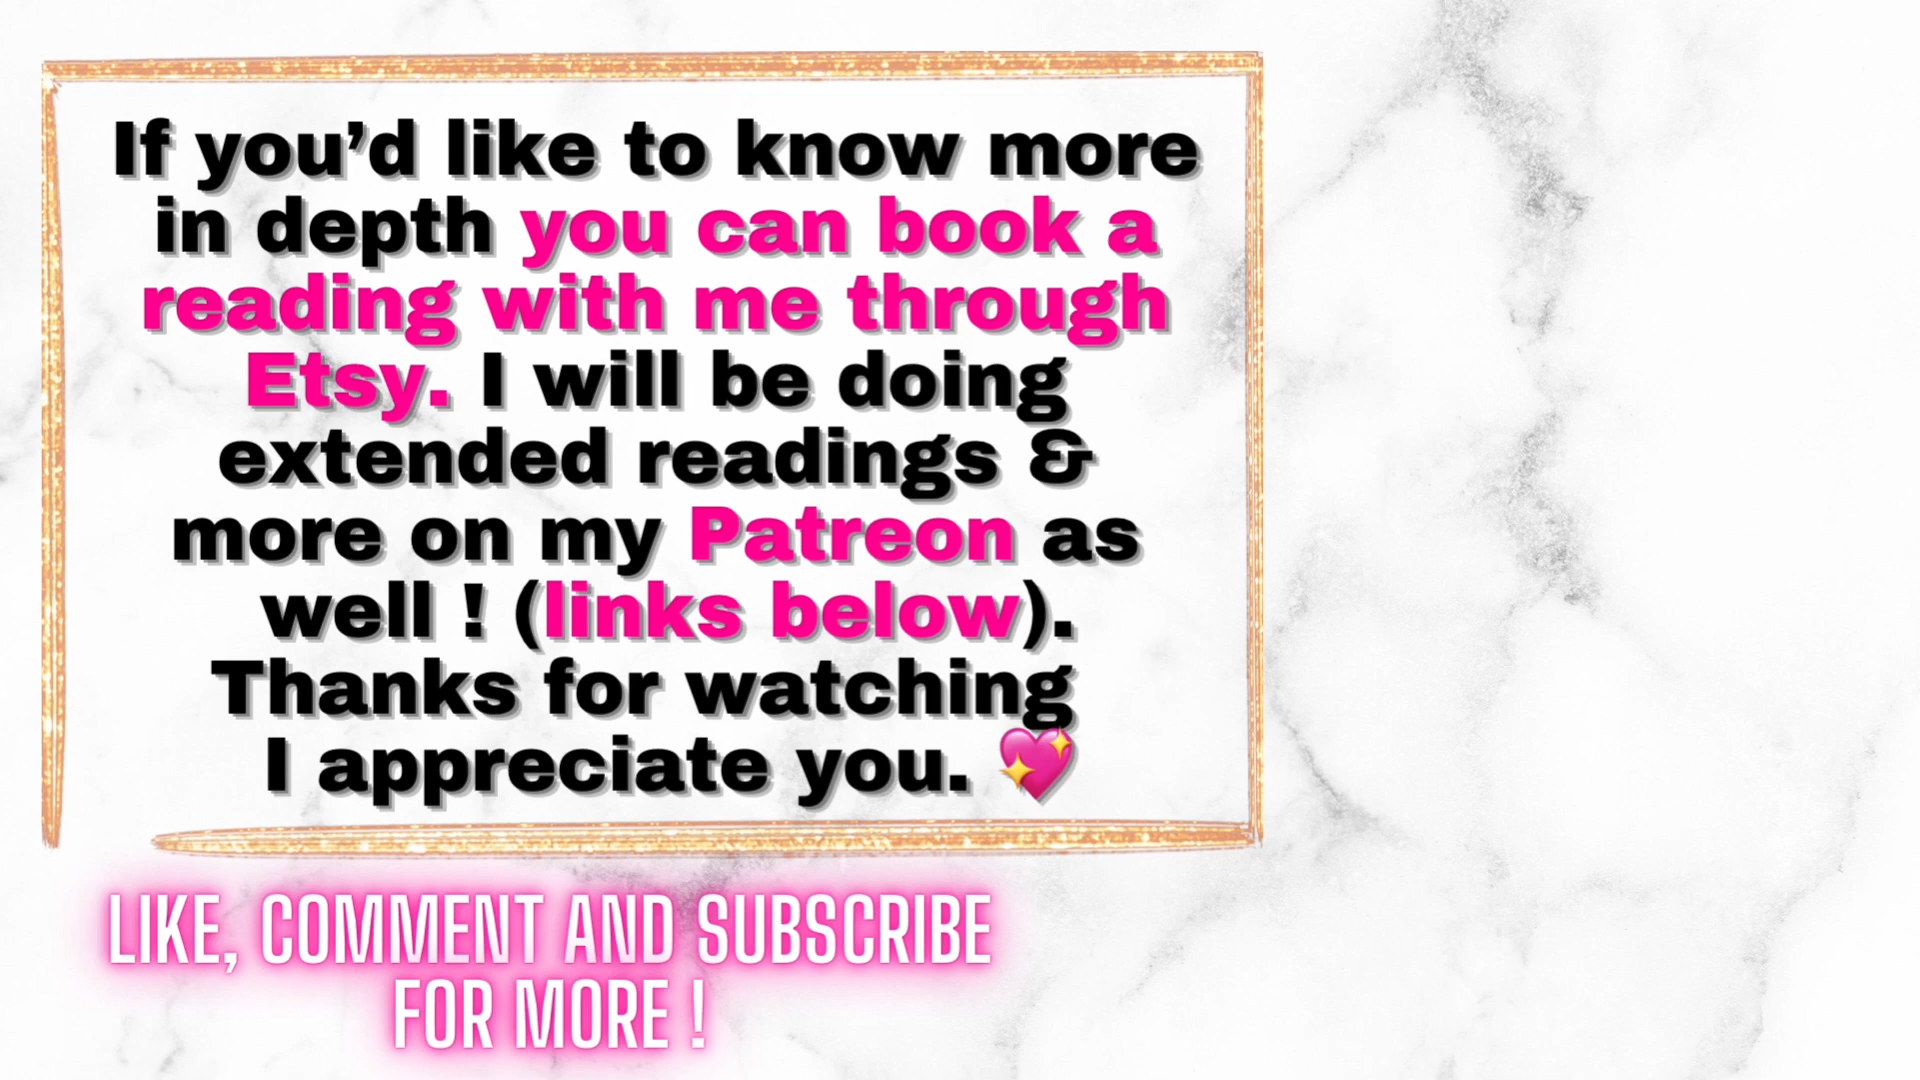 If you’d like to know more
in depth you can book a
reading with me through
Etsy. I will be doing
extended readings &
more on my Patreon as
well ! (links below).
Thanks for watching
I appreciate you. 💖
LIKE, COMMENT AND SUBSCRIBE
FOR MORE !